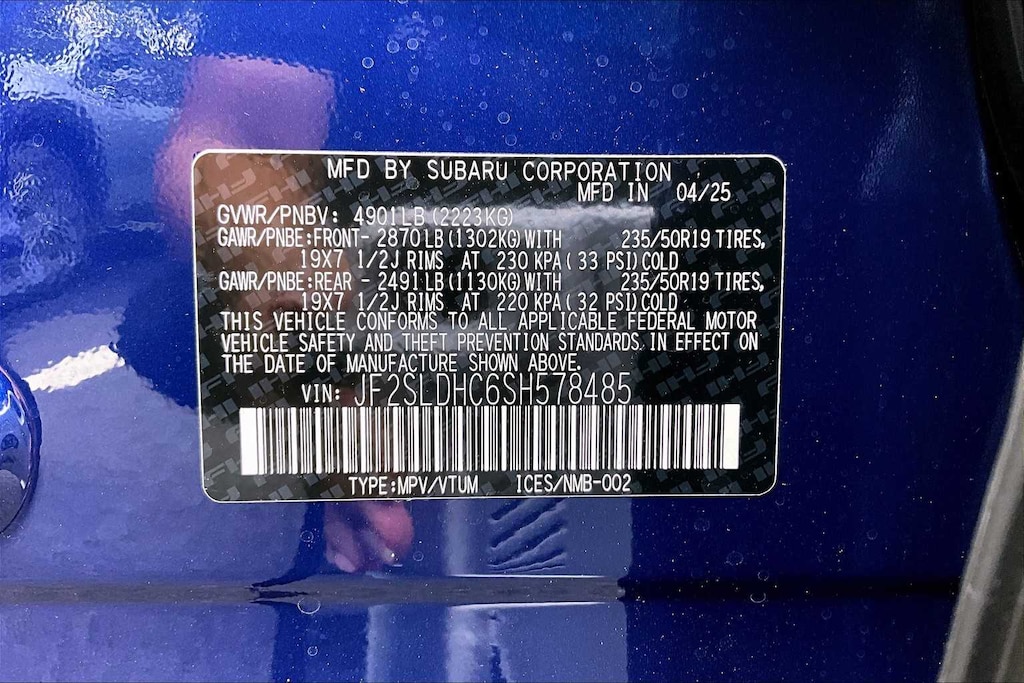 MFD BY SUBARU CORPORATION
MFD IN 04/25
GVWR/PNBV: 4901LB(2223KG)
GAWR/PNBE:FRONT- 2870LB(1302KG)WITH 235/50R19 TIRES,
19X7 1/2J RIMS AT 230 KPA( 33 PSI)COLD
GAWR/PNBE:REAR - 2491LB(1130KG)WITH 235/50R19 TIRES,
19X7 1/2J RIMS AT 220 KPA( 32 PSI)COLD
THIS VEHICLE CONFORMS TO ALL APPLICABLE FEDERAL MOTOR
VEHICLE SAFETY AND THEFT PREVENTION STANDARDS IN EFFECT ON
THE DATE OF MANUFACTURE SHOWN ABOVE.
VIN: JF2SLDHC6SH578485
TYPE:MPV/VTUM ICES/NMB-002